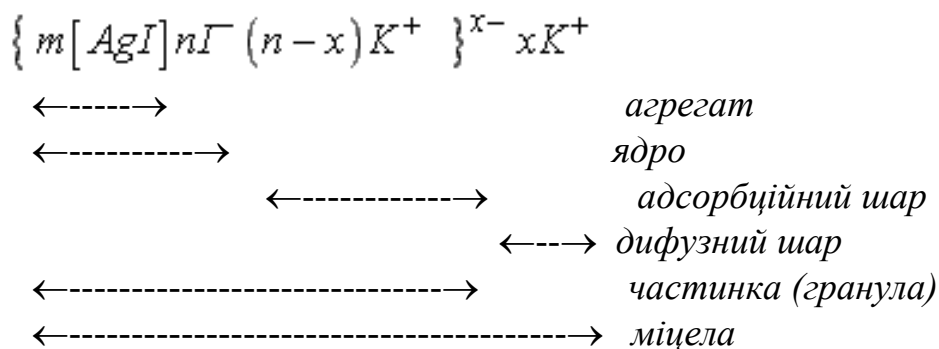 { m[AgI]nI⁻(n−x)K⁺ }ˣ⁻ xK⁺
←------→ агрегат
←----------→ ядро
←------------→ адсорбційний шар
←--→ дифузний шар
←---------------------------→ частинка (гранула)
←-----------------------------------→ міцела